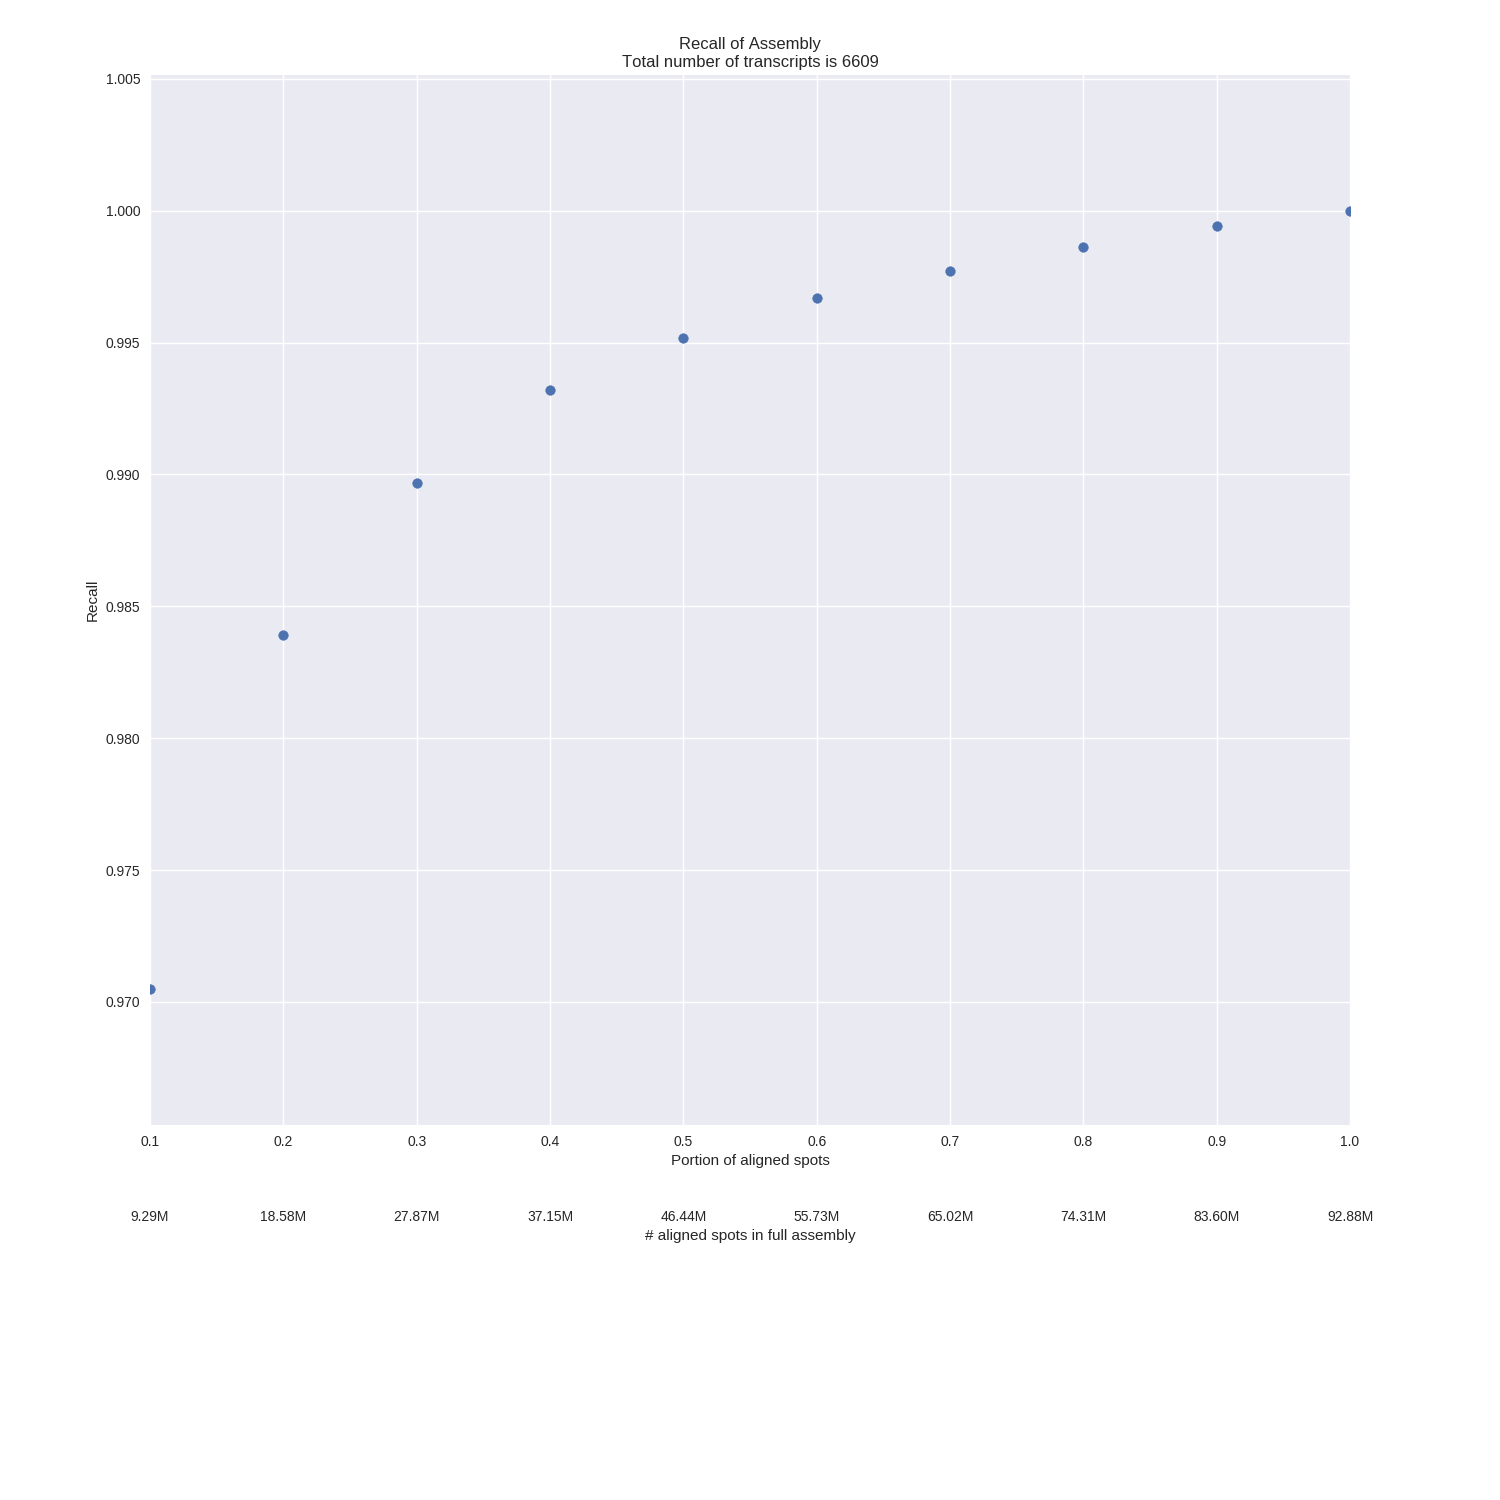 Recall of Assembly
Total number of transcripts is 6609
1.005
1.000
0.995
0.990
0.985
0.980
0.975
0.970
Recall
0.1 0.2 0.3 0.4 0.5 0.6 0.7 0.8 0.9 1.0
Portion of aligned spots
9.29M 18.58M 27.87M 37.15M 46.44M 55.73M 65.02M 74.31M 83.60M 92.88M
# aligned spots in full assembly